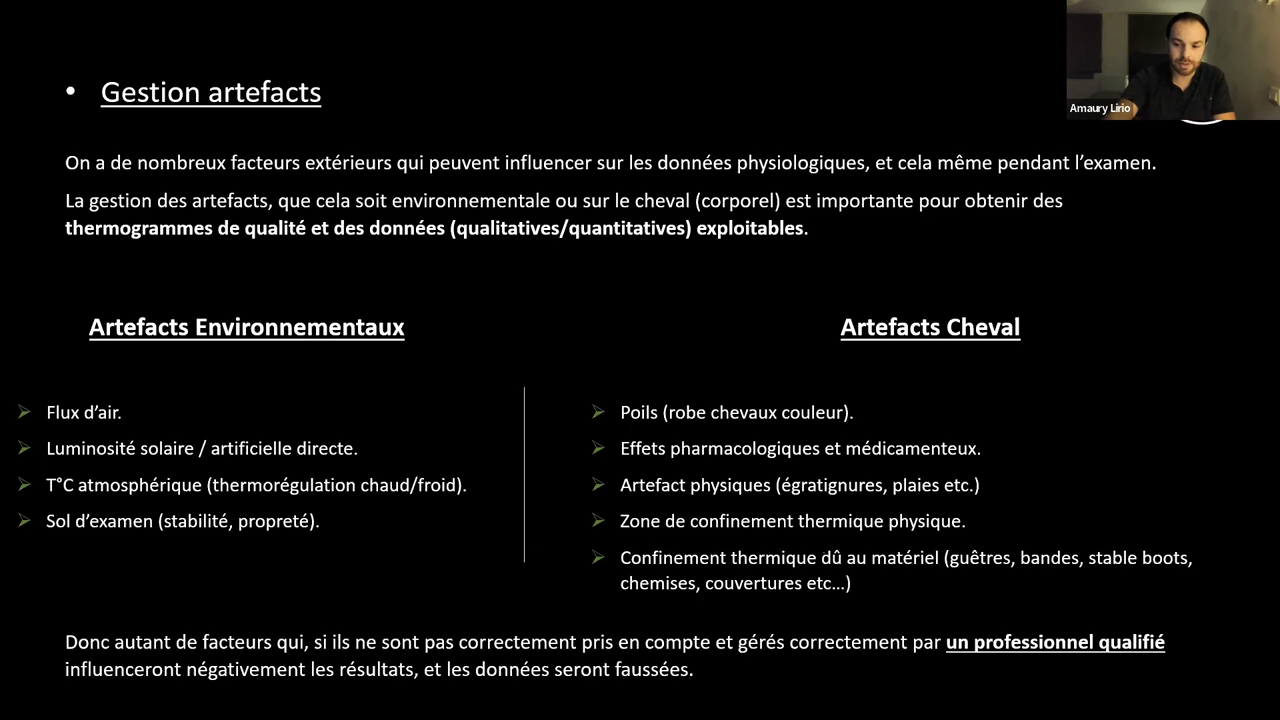 • Gestion artefacts
Amaury Lirio
On a de nombreux facteurs extérieurs qui peuvent influencer sur les données physiologiques, et cela même pendant l’examen.
La gestion des artefacts, que cela soit environnementale ou sur le cheval (corporel) est importante pour obtenir des
thermogrammes de qualité et des données (qualitatives/quantitatives) exploitables.
Artefacts Environnementaux
Flux d’air.
Luminosité solaire / artificielle directe.
T°C atmosphérique (thermorégulation chaud/froid).
Sol d’examen (stabilité, propreté).
Artefacts Cheval
Poils (robe chevaux couleur).
Effets pharmacologiques et médicamenteux.
Artefact physiques (égratignures, plaies etc.)
Zone de confinement thermique physique.
Confinement thermique dû au matériel (guêtres, bandes, stable boots,
chemises, couvertures etc…)
Donc autant de facteurs qui, si ils ne sont pas correctement pris en compte et gérés correctement par un professionnel qualifié
influenceront négativement les résultats, et les données seront faussées.